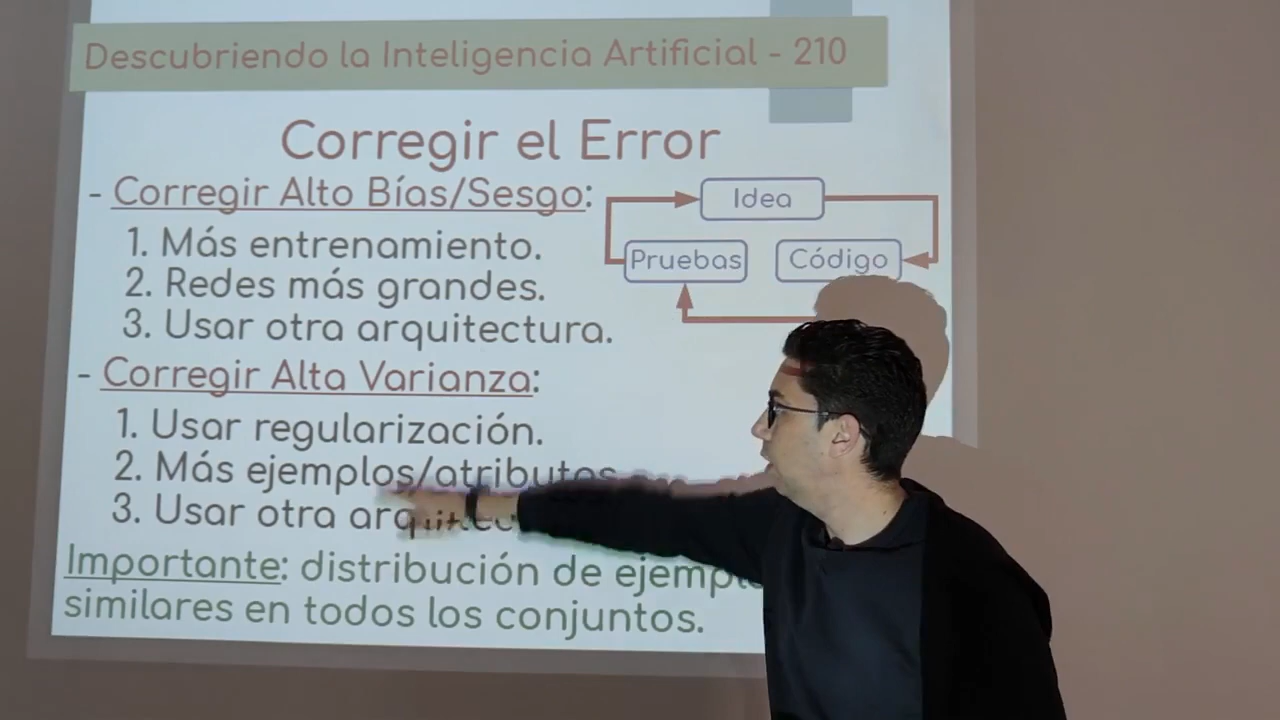 Descubriendo la Inteligencia Artificial - 210
Corregir el Error
- Corregir Alto Bías/Sesgo:
1. Más entrenamiento.
2. Redes más grandes.
3. Usar otra arquitectura.
Idea
Pruebas
Código
- Corregir Alta Varianza:
1. Usar regularización.
2. Más ejemplos/atributos
3. Usar otra
Importante: distribución de
similares en todos los conjuntos.